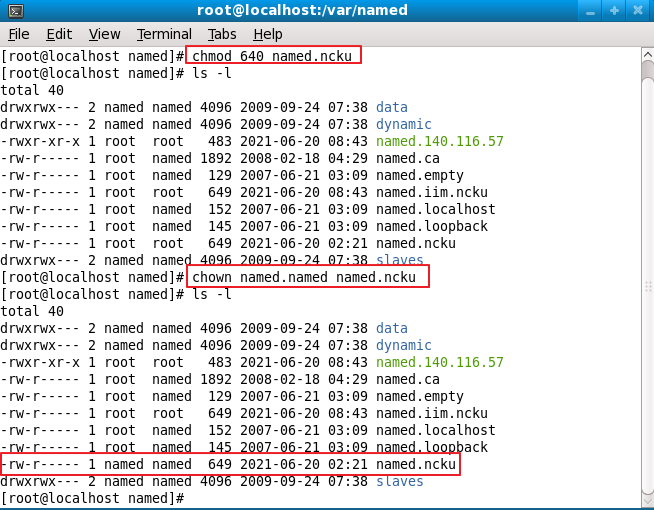 root@localhost:/var/named
File Edit View Terminal Tabs Help
[root@localhost named]# chmod 640 named.ncku
[root@localhost named]# ls -l
total 40
drwxrwx--- 2 named named 4096 2009-09-24 07:38 data
drwxrwx--- 2 named named 4096 2009-09-24 07:38 dynamic
-rwxr-xr-x 1 root  root   483 2021-06-20 08:43 named.140.116.57
-rw-r----- 1 root  named 1892 2008-02-18 04:29 named.ca
-rw-r----- 1 root  named  129 2007-06-21 03:09 named.empty
-rw-r----- 1 root  root   649 2021-06-20 08:43 named.iim.ncku
-rw-r----- 1 root  named  152 2007-06-21 03:09 named.localhost
-rw-r----- 1 root  named  145 2007-06-21 03:09 named.loopback
-rw-r----- 1 root  root   649 2021-06-20 02:21 named.ncku
drwxrwx--- 2 named named 4096 2009-09-24 07:38 slaves
[root@localhost named]# chown named.named named.ncku
[root@localhost named]# ls -l
total 40
drwxrwx--- 2 named named 4096 2009-09-24 07:38 data
drwxrwx--- 2 named named 4096 2009-09-24 07:38 dynamic
-rwxr-xr-x 1 root  root   483 2021-06-20 08:43 named.140.116.57
-rw-r----- 1 root  named 1892 2008-02-18 04:29 named.ca
-rw-r----- 1 root  named  129 2007-06-21 03:09 named.empty
-rw-r----- 1 root  root   649 2021-06-20 08:43 named.iim.ncku
-rw-r----- 1 root  named  152 2007-06-21 03:09 named.localhost
-rw-r----- 1 root  named  145 2007-06-21 03:09 named.loopback
-rw-r----- 1 named named  649 2021-06-20 02:21 named.ncku
drwxrwx--- 2 named named 4096 2009-09-24 07:38 slaves
[root@localhost named]#